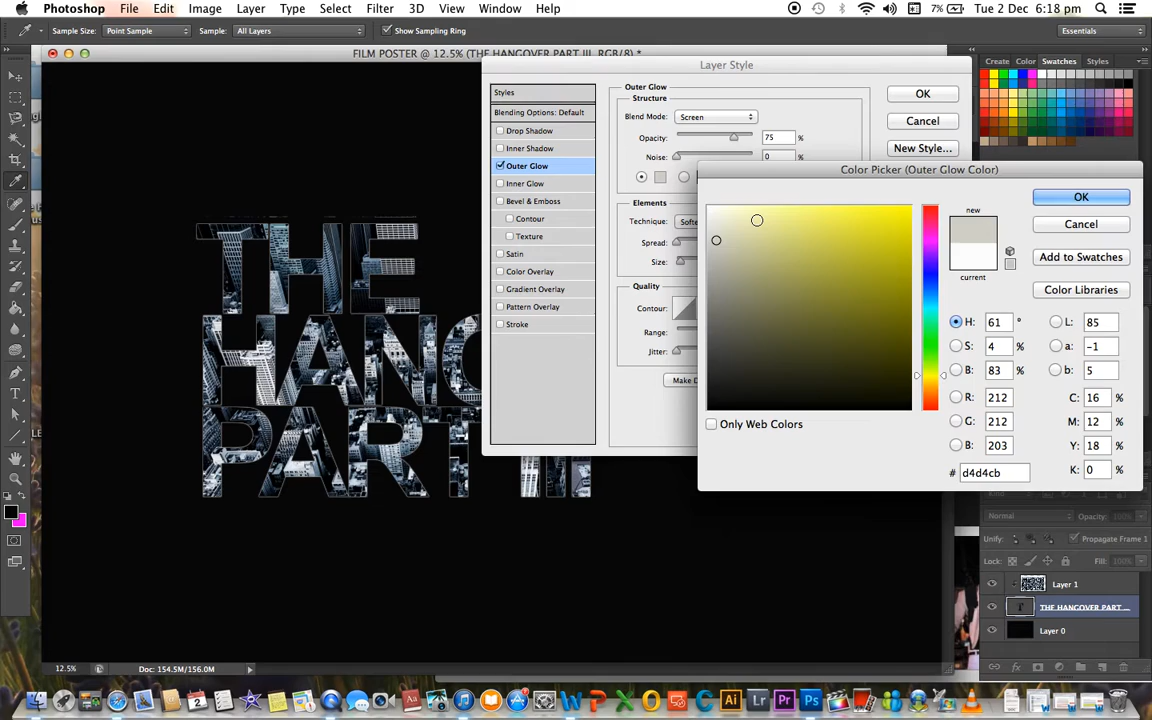 Photoshop File Edit Image Layer Type Select Filter 3D View Window Help 7% Tue 2 Dec 6:18 pm
Sample Size: Point Sample Sample: All Layers Show Sampling Ring Essentials
FILM POSTER @ 12.5% (THE HANGOVER PART III, RGB/8) *
Layer Style
Create Color Swatches Styles
Styles
Blending Options: Default
Drop Shadow
Inner Shadow
Outer Glow
Inner Glow
Bevel & Emboss
Contour
Texture
Satin
Color Overlay
Gradient Overlay
Pattern Overlay
Stroke
Outer Glow
Structure
Blend Mode: Screen
Opacity: 75 %
Noise: 0 %
Elements
Technique: Softe
Spread:
Size:
Quality
Contour:
Range:
Jitter:
Make D
OK
Cancel
New Style...
Color Picker (Outer Glow Color)
new
current
OK
Cancel
Add to Swatches
Color Libraries
H: 61 °
S: 4 %
B: 83 %
R: 212
G: 212
B: 203
# d4d4cb
L: 85
a: -1
b: 5
C: 16 %
M: 12 %
Y: 18 %
K: 0 %
Only Web Colors
THE
HANG
PART III
Normal Opacity: 100%
Unify: Propagate Frame 1
Lock: Fill: 100%
Layer 1
THE HANGOVER PART ...
Layer 0
12.5% Doc: 154.5M/156.0M